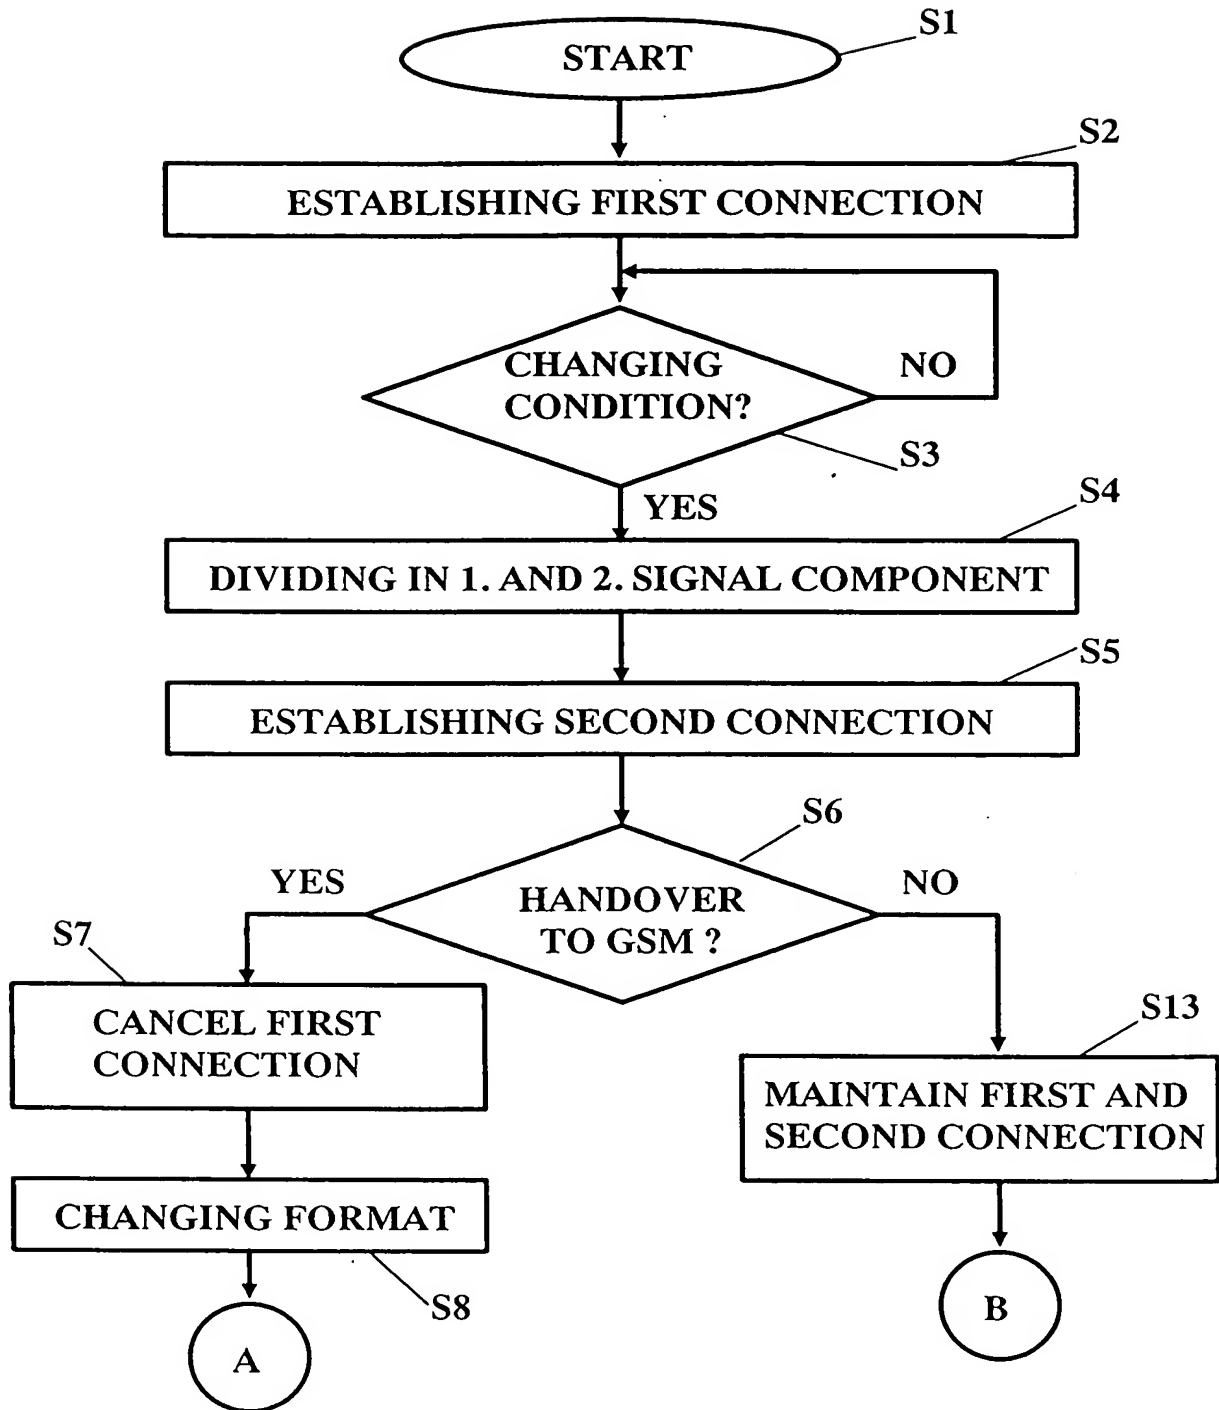 START
S1
S2
ESTABLISHING FIRST CONNECTION
CHANGING
CONDITION?
NO
S3
YES
S4
DIVIDING IN 1. AND 2. SIGNAL COMPONENT
S5
ESTABLISHING SECOND CONNECTION
S6
YES
HANDOVER
TO GSM ?
NO
S7
CANCEL FIRST
CONNECTION
S13
MAINTAIN FIRST AND
SECOND CONNECTION
CHANGING FORMAT
S8
A
B